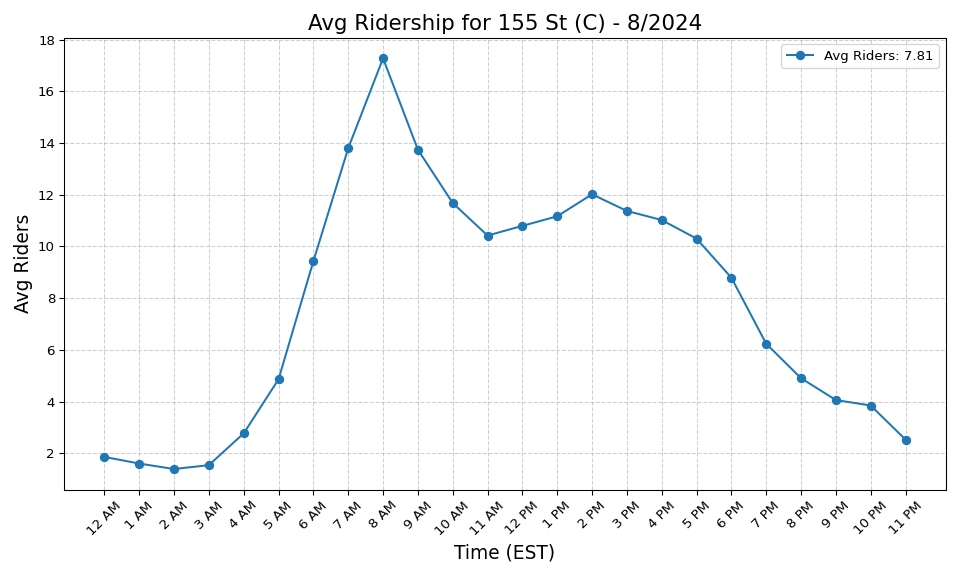 Avg Ridership for 155 St (C) - 8/2024
Avg Riders: 7.81
Avg Riders
18
16
14
12
10
8
6
4
2
12 AM
1 AM
2 AM
3 AM
4 AM
5 AM
6 AM
7 AM
8 AM
9 AM
10 AM
11 AM
12 PM
1 PM
2 PM
3 PM
4 PM
5 PM
6 PM
7 PM
8 PM
9 PM
10 PM
11 PM
Time (EST)